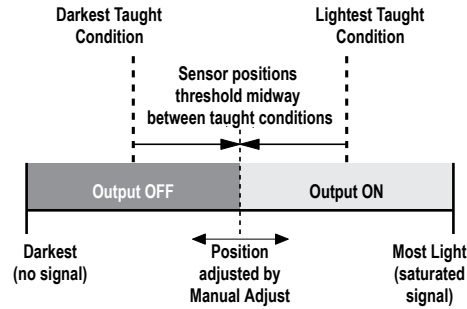 Darkest Taught
Condition
Lightest Taught
Condition
Sensor positions
threshold midway
between taught conditions
Output OFF
Output ON
Darkest
(no signal)
Position
adjusted by
Manual Adjust
Most Light
(saturated
signal)